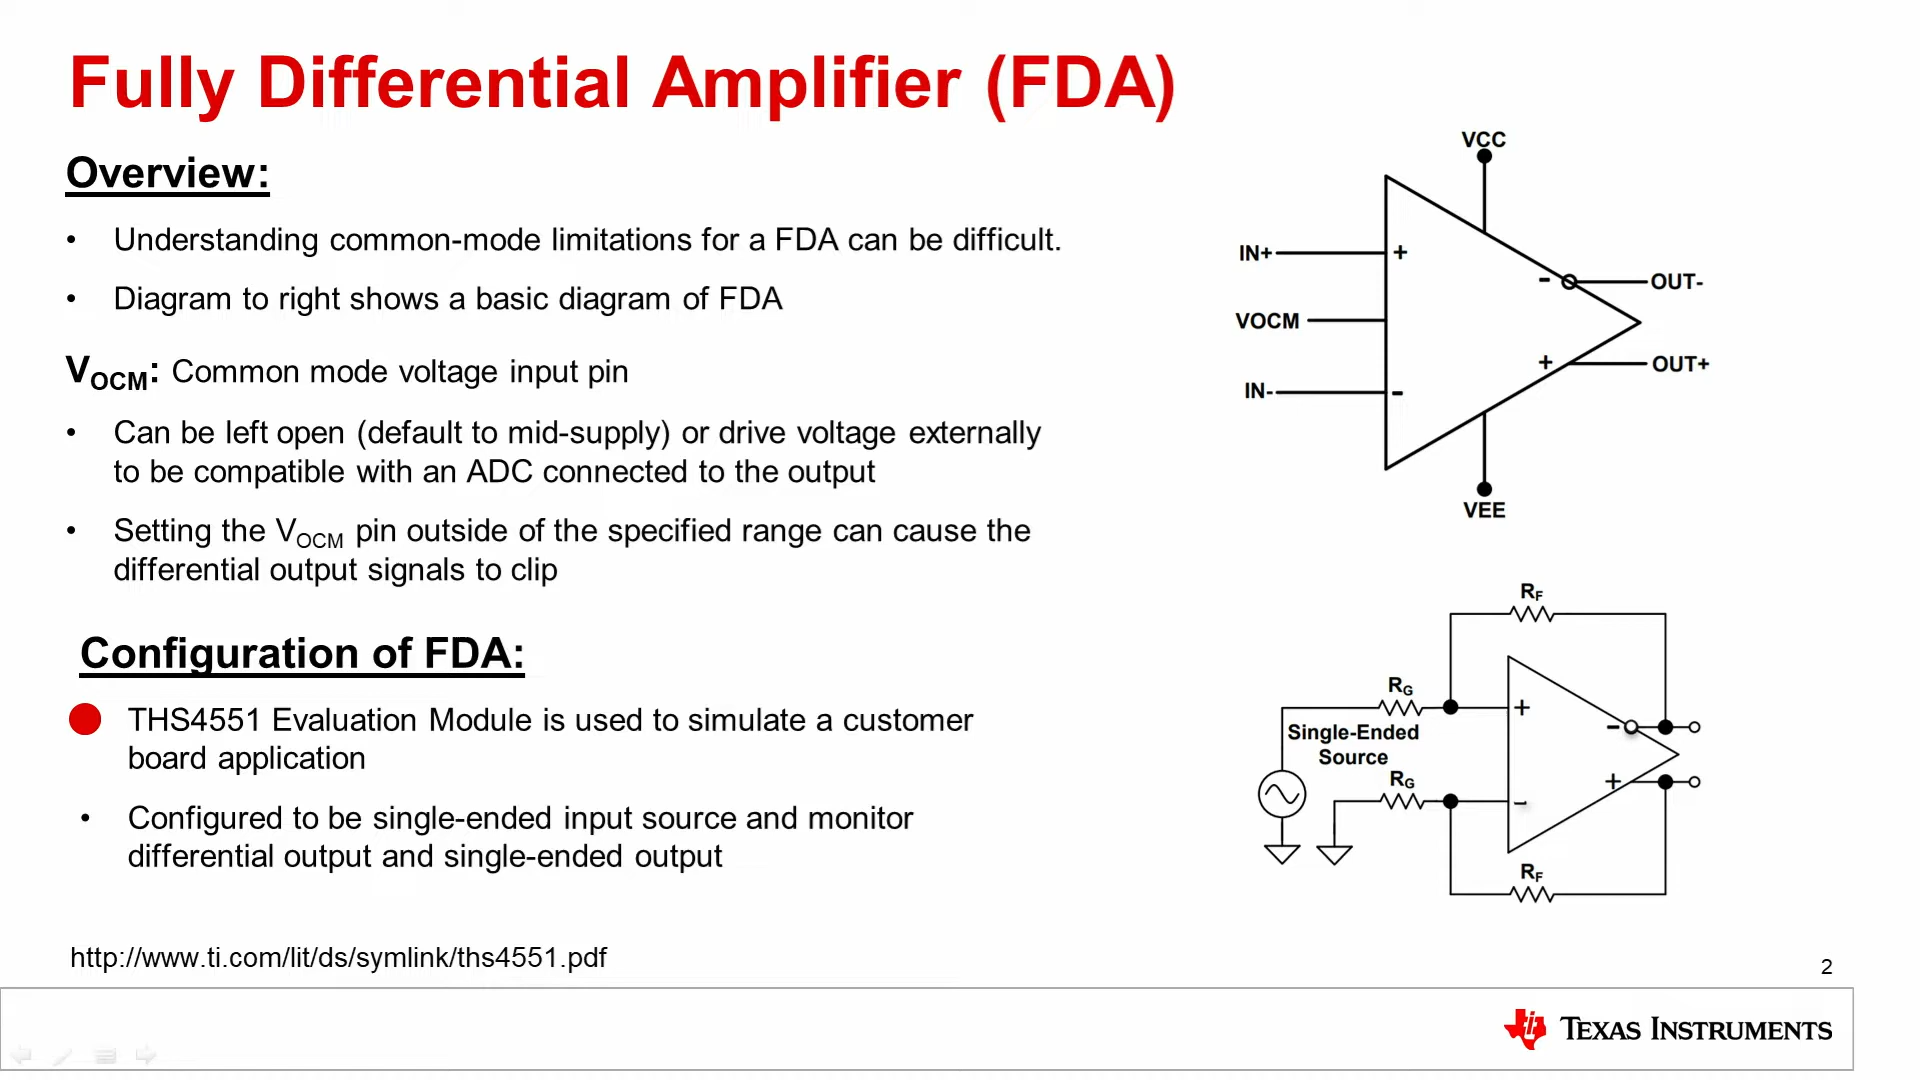 Fully Differential Amplifier (FDA)
Overview:
• Understanding common-mode limitations for a FDA can be difficult.
• Diagram to right shows a basic diagram of FDA
VOCM: Common mode voltage input pin
• Can be left open (default to mid-supply) or drive voltage externally
to be compatible with an ADC connected to the output
• Setting the VOCM pin outside of the specified range can cause the
differential output signals to clip
Configuration of FDA:
THS4551 Evaluation Module is used to simulate a customer
board application
• Configured to be single-ended input source and monitor
differential output and single-ended output
http://www.ti.com/lit/ds/symlink/ths4551.pdf
VCC
IN+
+
-
OUT-
VOCM
+
OUT+
IN-
-
VEE
RF
RG
+
Single-Ended
Source
-
RG
+
-
RF
2
TEXAS INSTRUMENTS